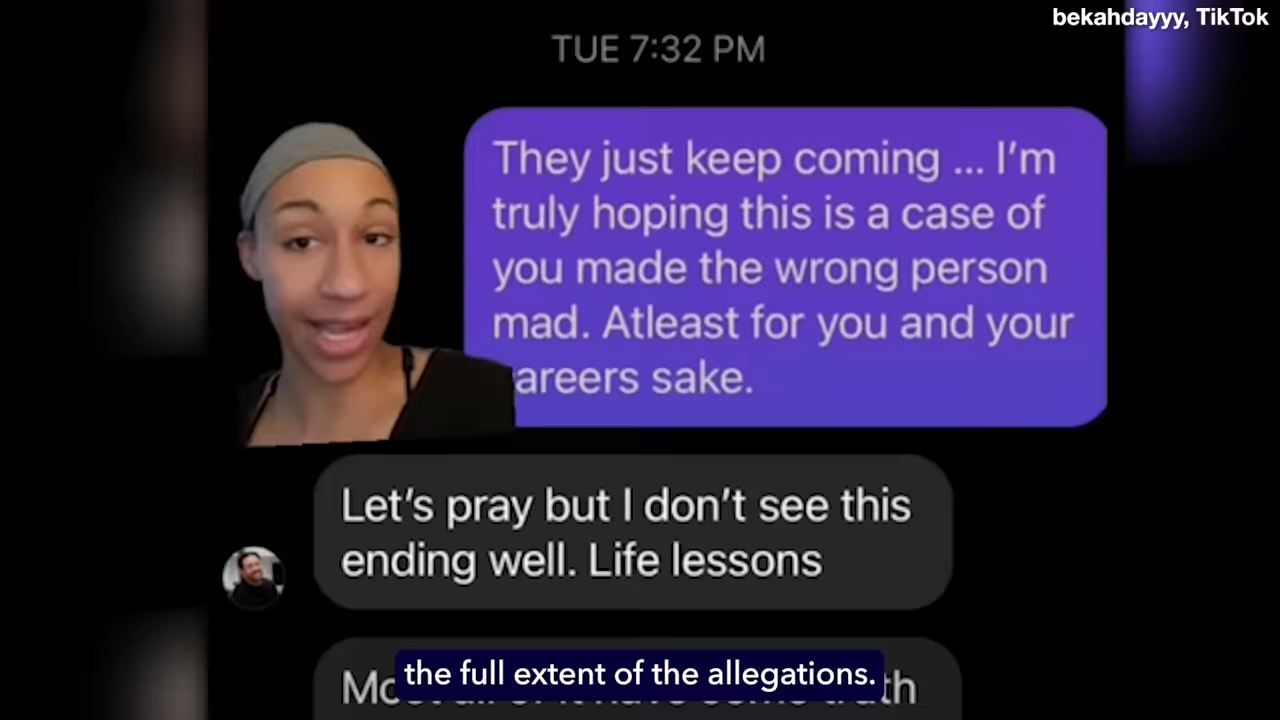 bekahdayyy, TikTok
TUE 7:32 PM
They just keep coming ... I'm
truly hoping this is a case of
you made the wrong person
mad. Atleast for you and your
areers sake.
Let's pray but I don't see this
ending well. Life lessons
the full extent of the allegations.